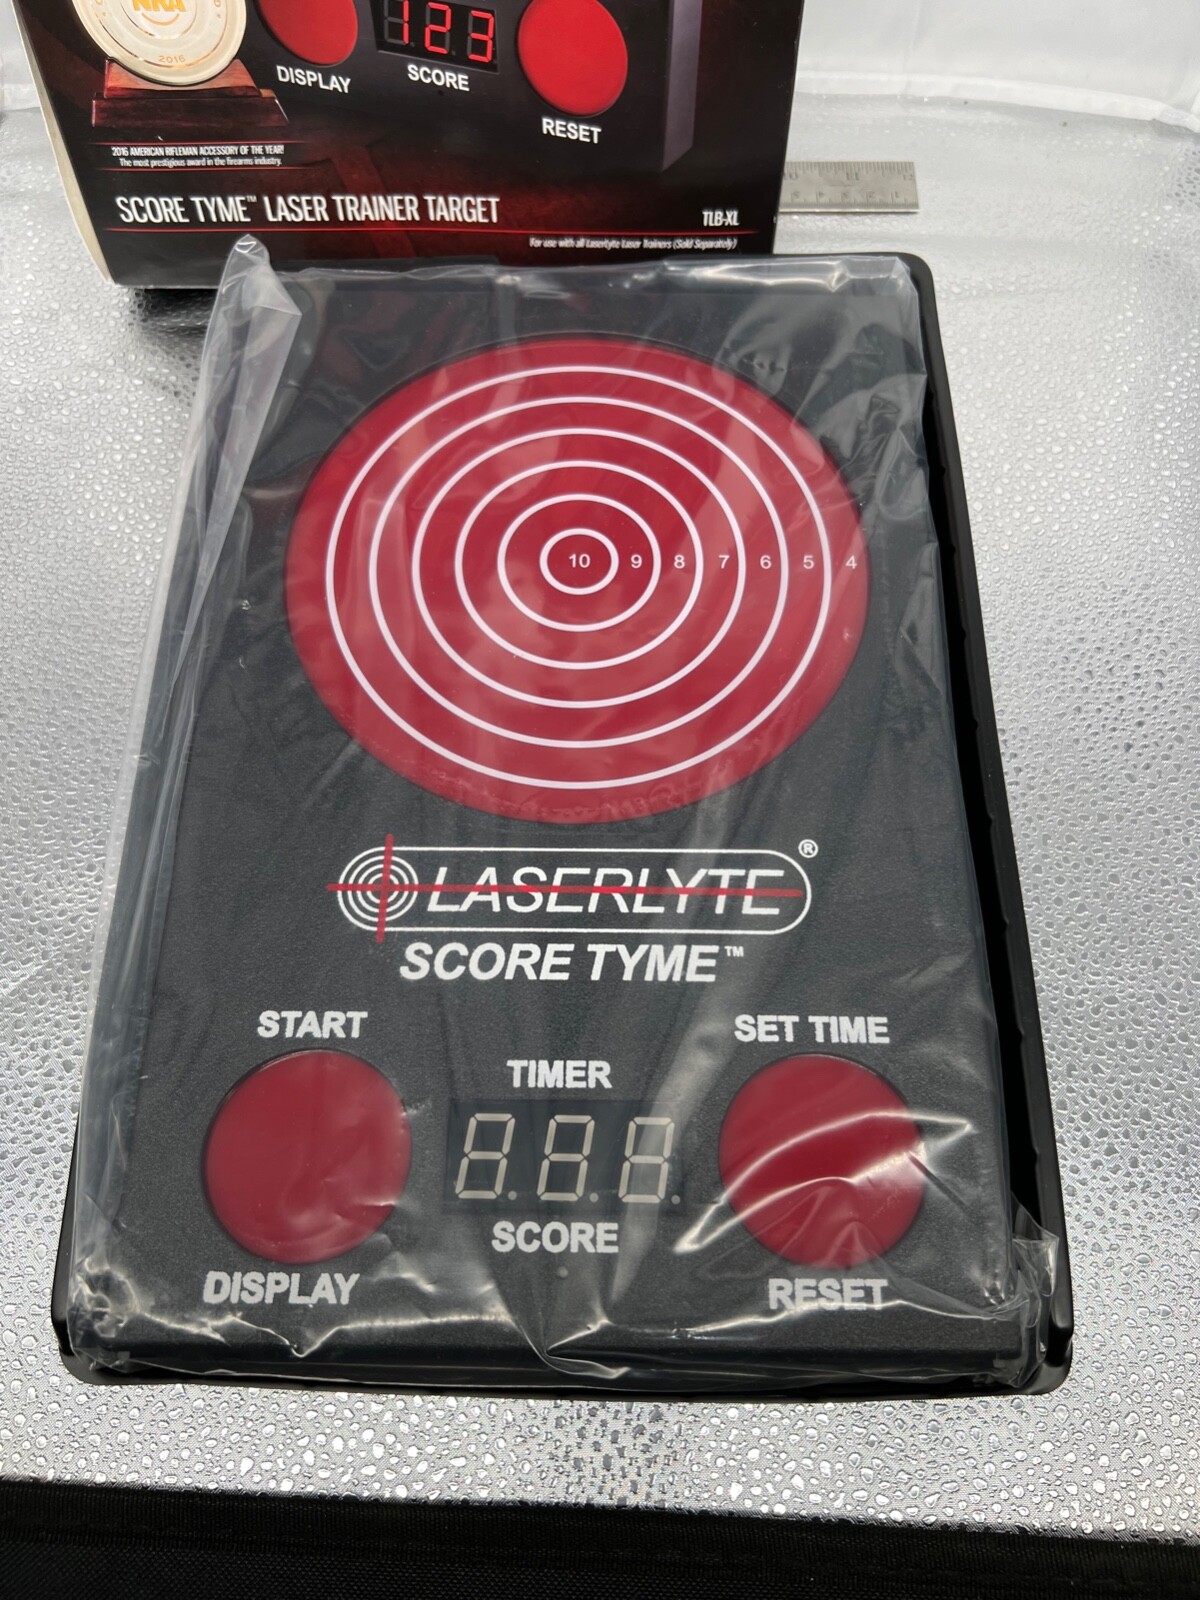 NRA
2016
123
DISPLAY
SCORE
RESET
2016 AMERICAN RIFLEMAN ACCESSORY OF THE YEAR!
The most prestigious award in the firearms industry.
SCORE TYME™ LASER TRAINER TARGET
TLB-XL
For use with all Laserlyte Laser Trainers (Sold Separately)
10 9 8 7 6 5 4
LASERLYTE®
SCORE TYME™
START
SET TIME
TIMER
SCORE
DISPLAY
RESET